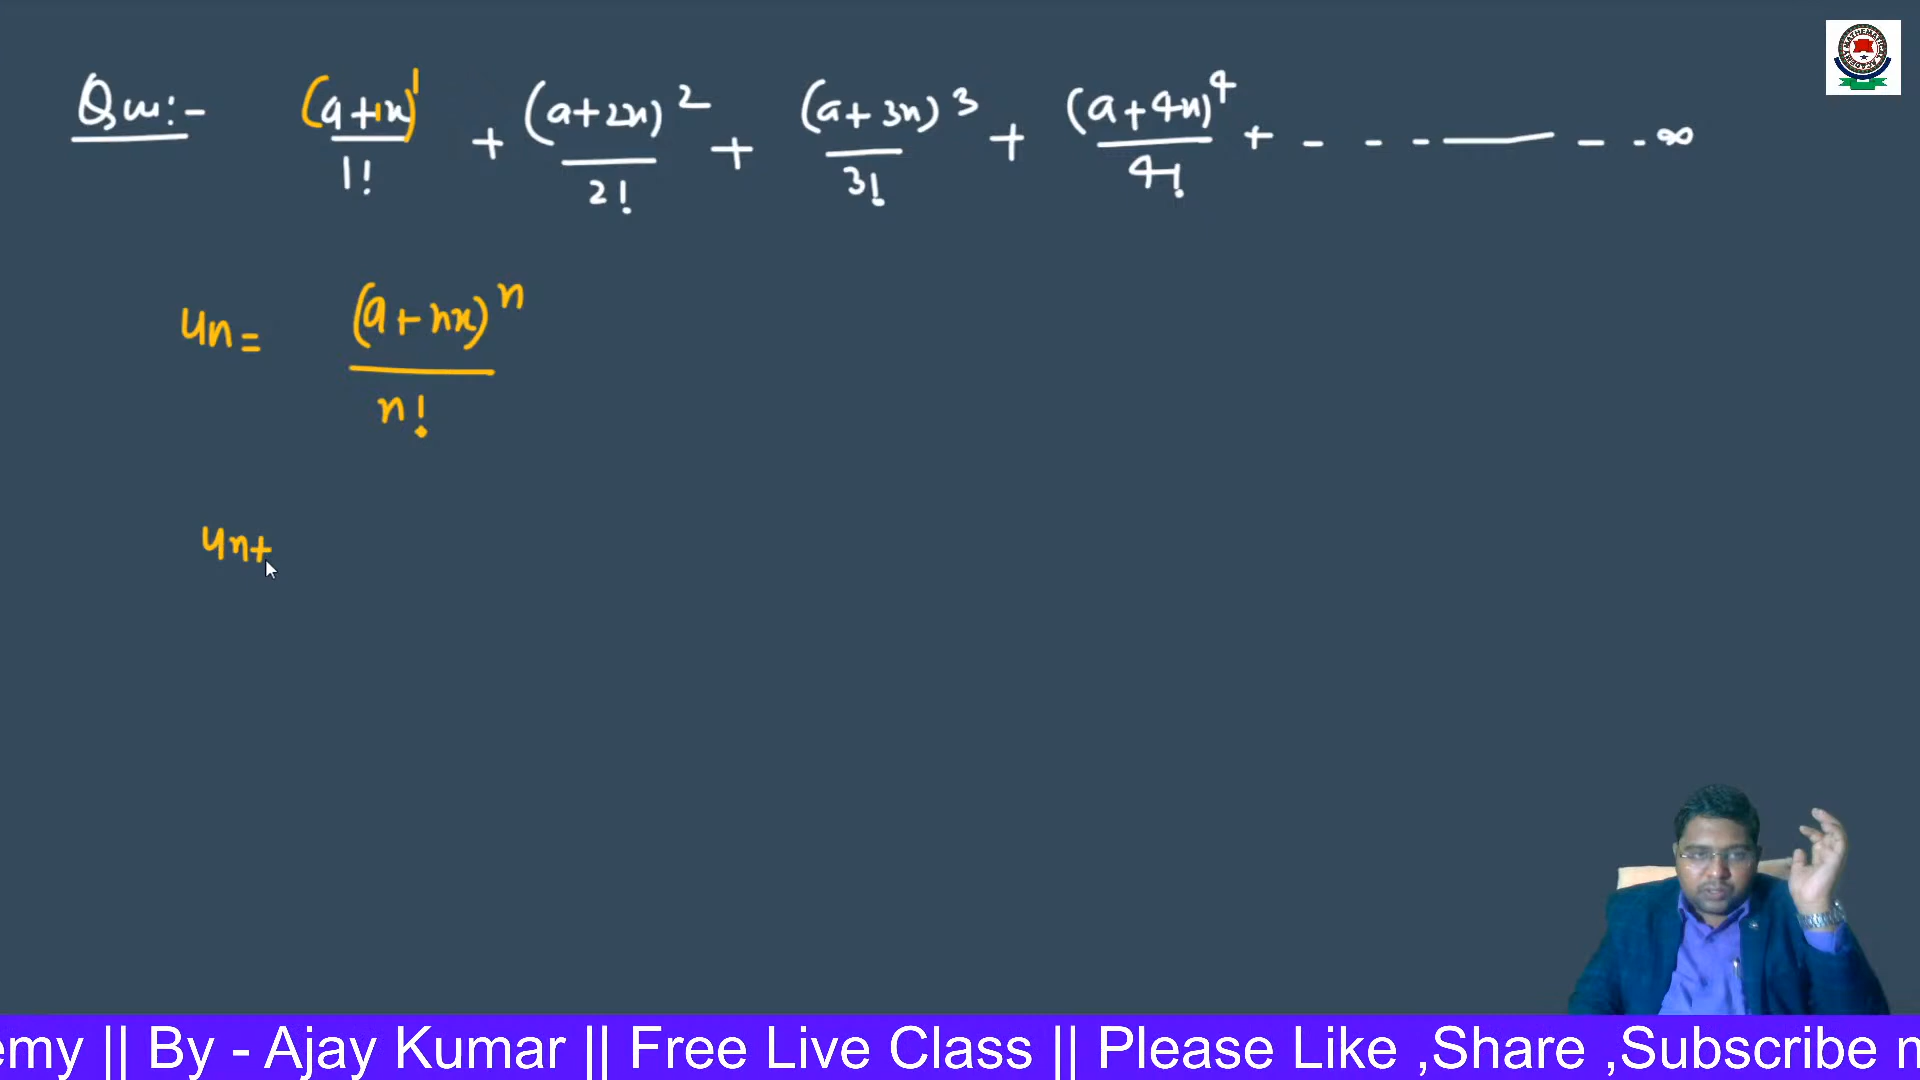 Qu:- (a+1x)^1/1! + (a+2x)^2/2! + (a+3x)^3/3! + (a+4x)^4/4! + - - - — - - ∞
un = (a+nx)^n/n!
un+
emy || By - Ajay Kumar || Free Live Class || Please Like ,Share ,Subscribe